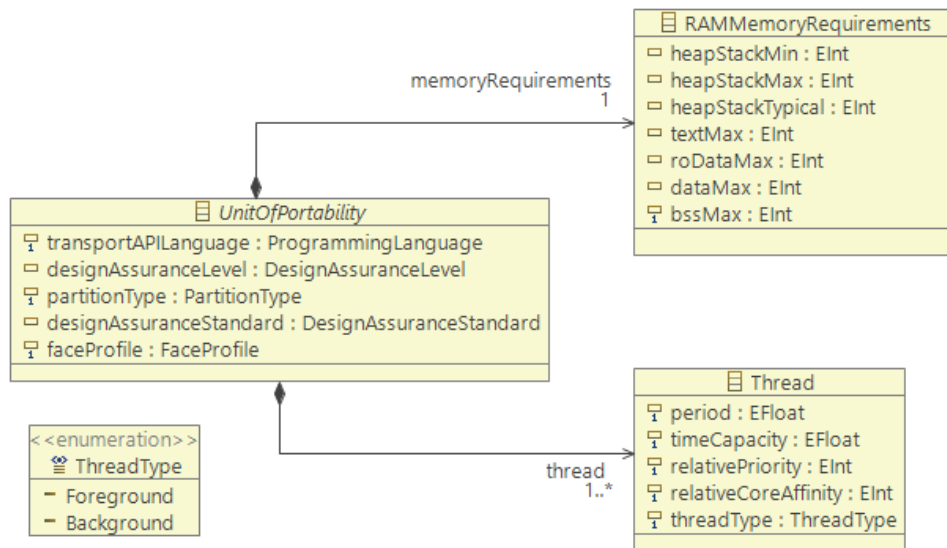 RAMMemoryRequirements
heapStackMin : EInt
heapStackMax : EInt
heapStackTypical : EInt
textMax : EInt
roDataMax : EInt
dataMax : EInt
bssMax : EInt
memoryRequirements
1
UnitOfPortability
transportAPILanguage : ProgrammingLanguage
designAssuranceLevel : DesignAssuranceLevel
partitionType : PartitionType
designAssuranceStandard : DesignAssuranceStandard
faceProfile : FaceProfile
<<enumeration>>
ThreadType
Foreground
Background
thread
1..*
Thread
period : EFloat
timeCapacity : EFloat
relativePriority : EInt
relativeCoreAffinity : EInt
threadType : ThreadType